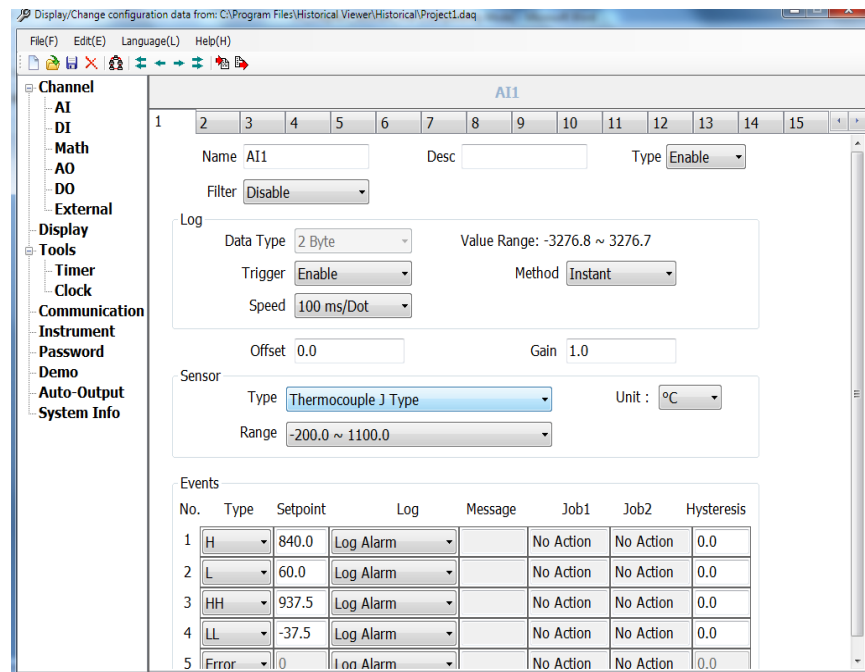 Display/Change configuration data from: C:\Program Files\Historical Viewer\Historical\Project1.daq
File(F) Edit(E) Language(L) Help(H)
Channel
AI
DI
Math
AO
DO
External
Display
Tools
Timer
Clock
Communication
Instrument
Password
Demo
Auto-Output
System Info
AI1
1 2 3 4 5 6 7 8 9 10 11 12 13 14 15
Name AI1 Desc Type Enable
Filter Disable
Log
Data Type 2 Byte Value Range: -3276.8 ~ 3276.7
Trigger Enable Method Instant
Speed 100 ms/Dot
Offset 0.0 Gain 1.0
Sensor
Type Thermocouple J Type Unit : ºC
Range -200.0 ~ 1100.0
Events
No. Type Setpoint Log Message Job1 Job2 Hysteresis
1 H 840.0 Log Alarm No Action No Action 0.0
2 L 60.0 Log Alarm No Action No Action 0.0
3 HH 937.5 Log Alarm No Action No Action 0.0
4 LL -37.5 Log Alarm No Action No Action 0.0
5 Error 0 Log Alarm No Action No Action 0.0